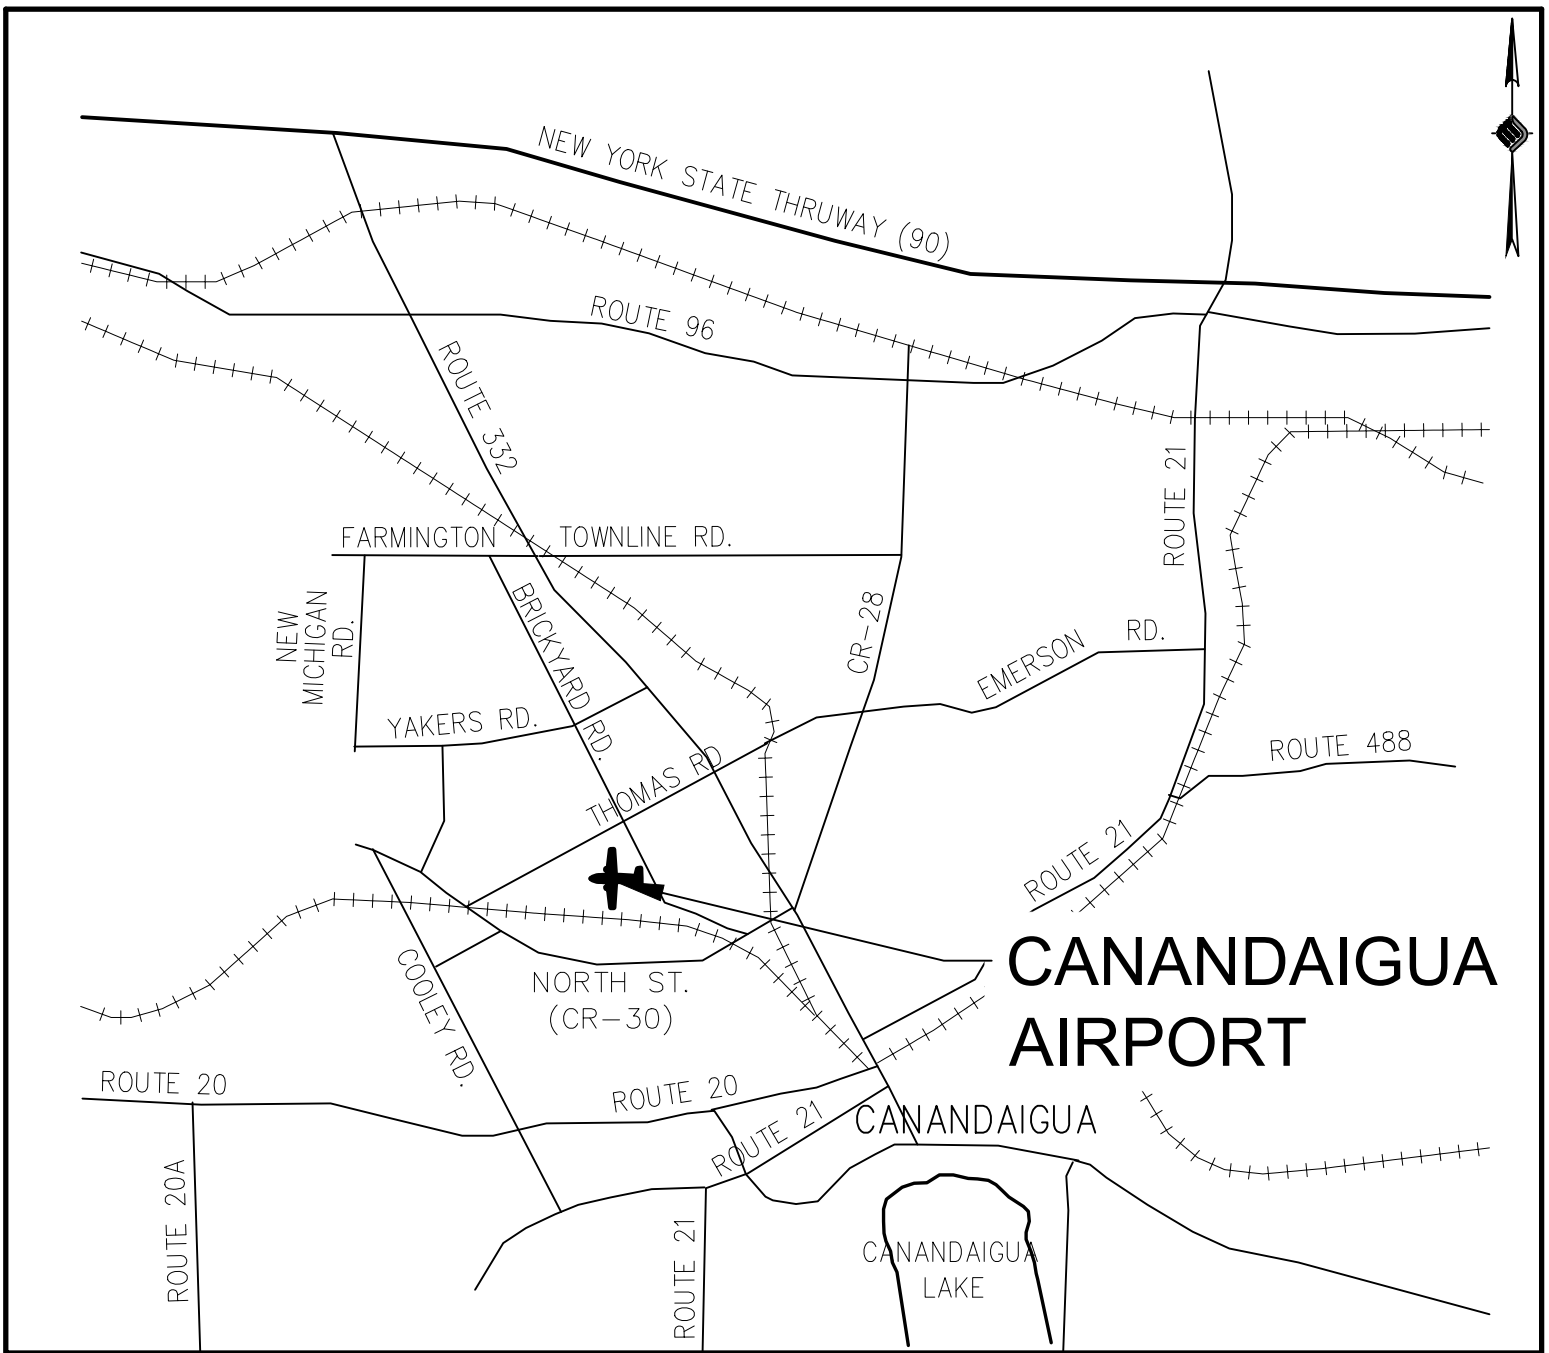 NEW YORK STATE THRUWAY (90)
ROUTE 96
ROUTE 332
ROUTE 21
FARMINGTON TOWNLINE RD.
NEW
MICHIGAN
RD.
BRICKYARD RD.
CR-28
EMERSON RD.
YAKERS RD.
THOMAS RD
ROUTE 488
ROUTE 21
CANANDAIGUA
AIRPORT
COOLEY RD.
NORTH ST.
(CR-30)
ROUTE 20
ROUTE 20
ROUTE 21
CANANDAIGUA
ROUTE 20A
ROUTE 21
CANANDAIGUA
LAKE